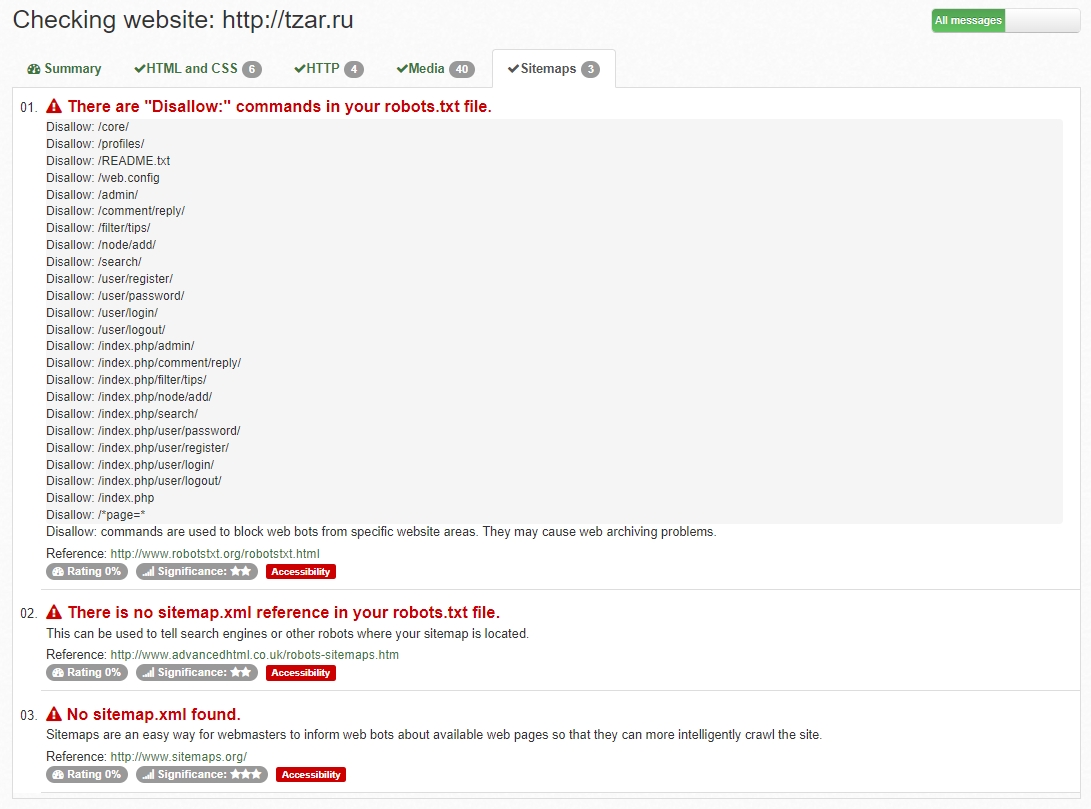 Checking website: http://tzar.ru
All messages
Summary HTML and CSS 6 HTTP 4 Media 40 Sitemaps 3
01. There are "Disallow:" commands in your robots.txt file.
Disallow: /core/
Disallow: /profiles/
Disallow: /README.txt
Disallow: /web.config
Disallow: /admin/
Disallow: /comment/reply/
Disallow: /filter/tips/
Disallow: /node/add/
Disallow: /search/
Disallow: /user/register/
Disallow: /user/password/
Disallow: /user/login/
Disallow: /user/logout/
Disallow: /index.php/admin/
Disallow: /index.php/comment/reply/
Disallow: /index.php/filter/tips/
Disallow: /index.php/node/add/
Disallow: /index.php/search/
Disallow: /index.php/user/password/
Disallow: /index.php/user/register/
Disallow: /index.php/user/login/
Disallow: /index.php/user/logout/
Disallow: /index.php
Disallow: /*page=*
Disallow: commands are used to block web bots from specific website areas. They may cause web archiving problems.
Reference: http://www.robotstxt.org/robotstxt.html
Rating 0% Significance: ★★ Accessibility
02. There is no sitemap.xml reference in your robots.txt file.
This can be used to tell search engines or other robots where your sitemap is located.
Reference: http://www.advancedhtml.co.uk/robots-sitemaps.htm
Rating 0% Significance: ★★ Accessibility
03. No sitemap.xml found.
Sitemaps are an easy way for webmasters to inform web bots about available web pages so that they can more intelligently crawl the site.
Reference: http://www.sitemaps.org/
Rating 0% Significance: ★★★ Accessibility